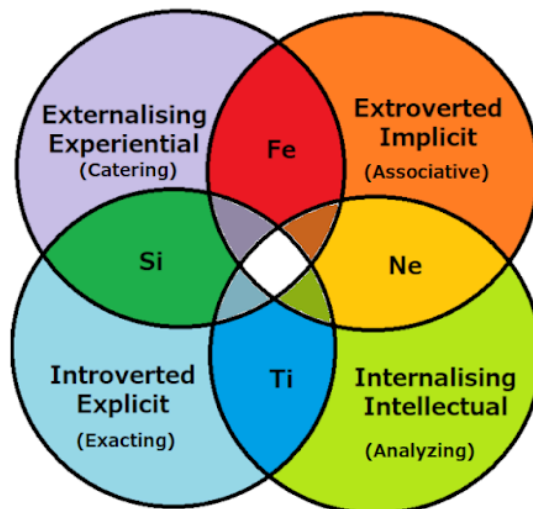 Externalising
Experiential
(Catering)
Fe
Extroverted
Implicit
(Associative)
Si
Ne
Introverted
Explicit
(Exacting)
Ti
Internalising
Intellectual
(Analyzing)